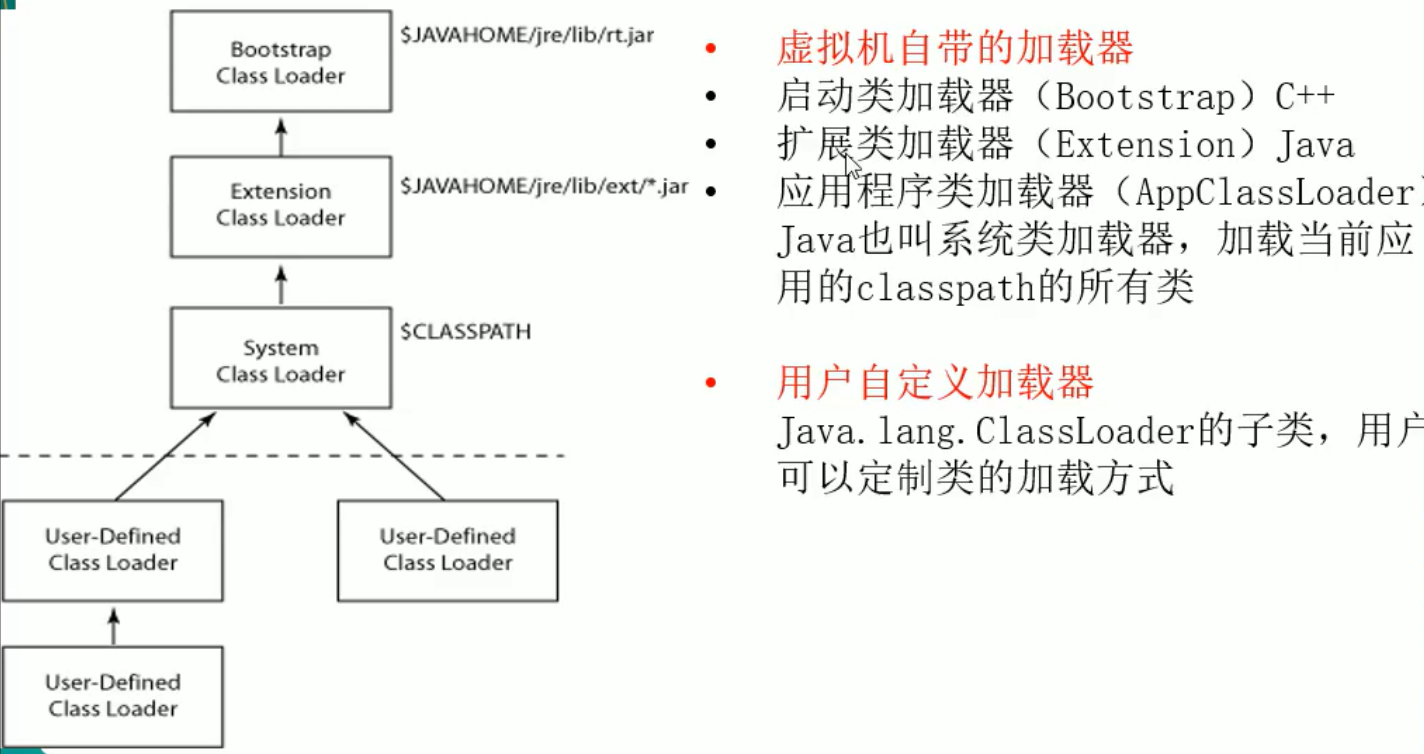 Bootstrap
Class Loader
$JAVAHOME/jre/lib/rt.jar
Extension
Class Loader
$JAVAHOME/jre/lib/ext/*.jar
System
Class Loader
$CLASSPATH
User-Defined
Class Loader
User-Defined
Class Loader
User-Defined
Class Loader
• 虚拟机自带的加载器
• 启动类加载器（Bootstrap）C++
• 扩展类加载器（Extension）Java
• 应用程序类加载器（AppClassLoader）
Java也叫系统类加载器，加载当前应
用的classpath的所有类
• 用户自定义加载器
Java.lang.ClassLoader的子类，用户
可以定制类的加载方式